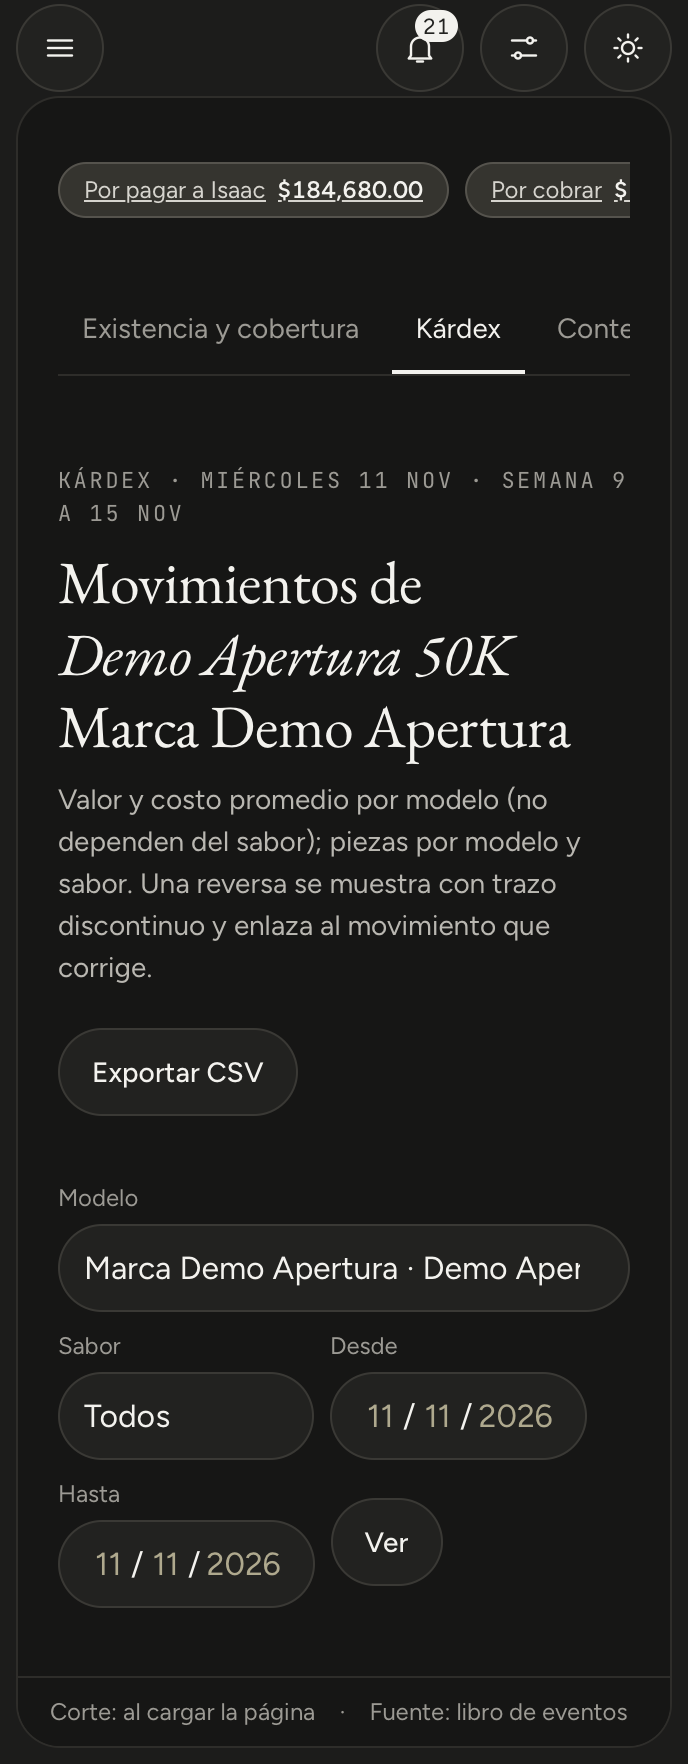 21
Por pagar a Isaac $184,680.00 Por cobrar $
Existencia y cobertura Kárdex Conte
KÁRDEX · MIÉRCOLES 11 NOV · SEMANA 9
A 15 NOV
Movimientos de
Demo Apertura 50K
Marca Demo Apertura
Valor y costo promedio por modelo (no
dependen del sabor); piezas por modelo y
sabor. Una reversa se muestra con trazo
discontinuo y enlaza al movimiento que
corrige.
Exportar CSV
Modelo
Marca Demo Apertura · Demo Aper
Sabor Desde
Todos 11 / 11 / 2026
Hasta
11 / 11 / 2026 Ver
Corte: al cargar la página · Fuente: libro de eventos